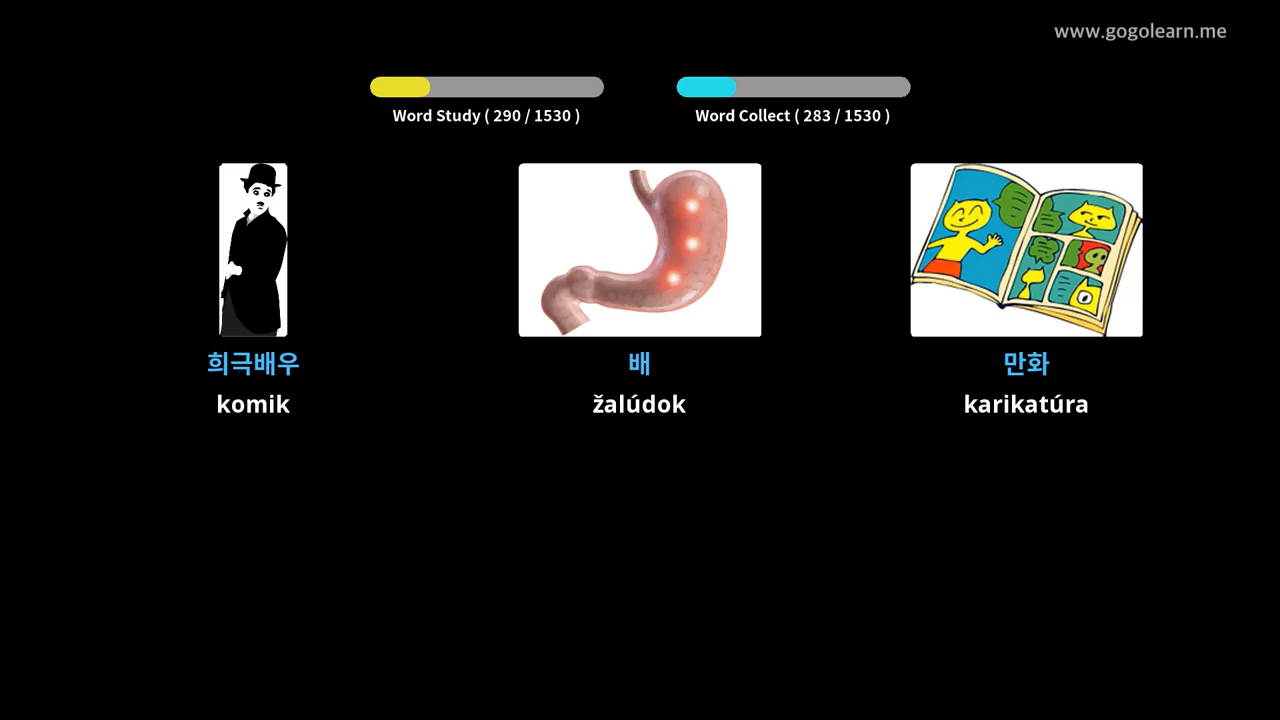 www.gogolearn.me
Word Study ( 290 / 1530 )
Word Collect ( 283 / 1530 )
희극배우
배
만화
komik
žalúdok
karikatúra